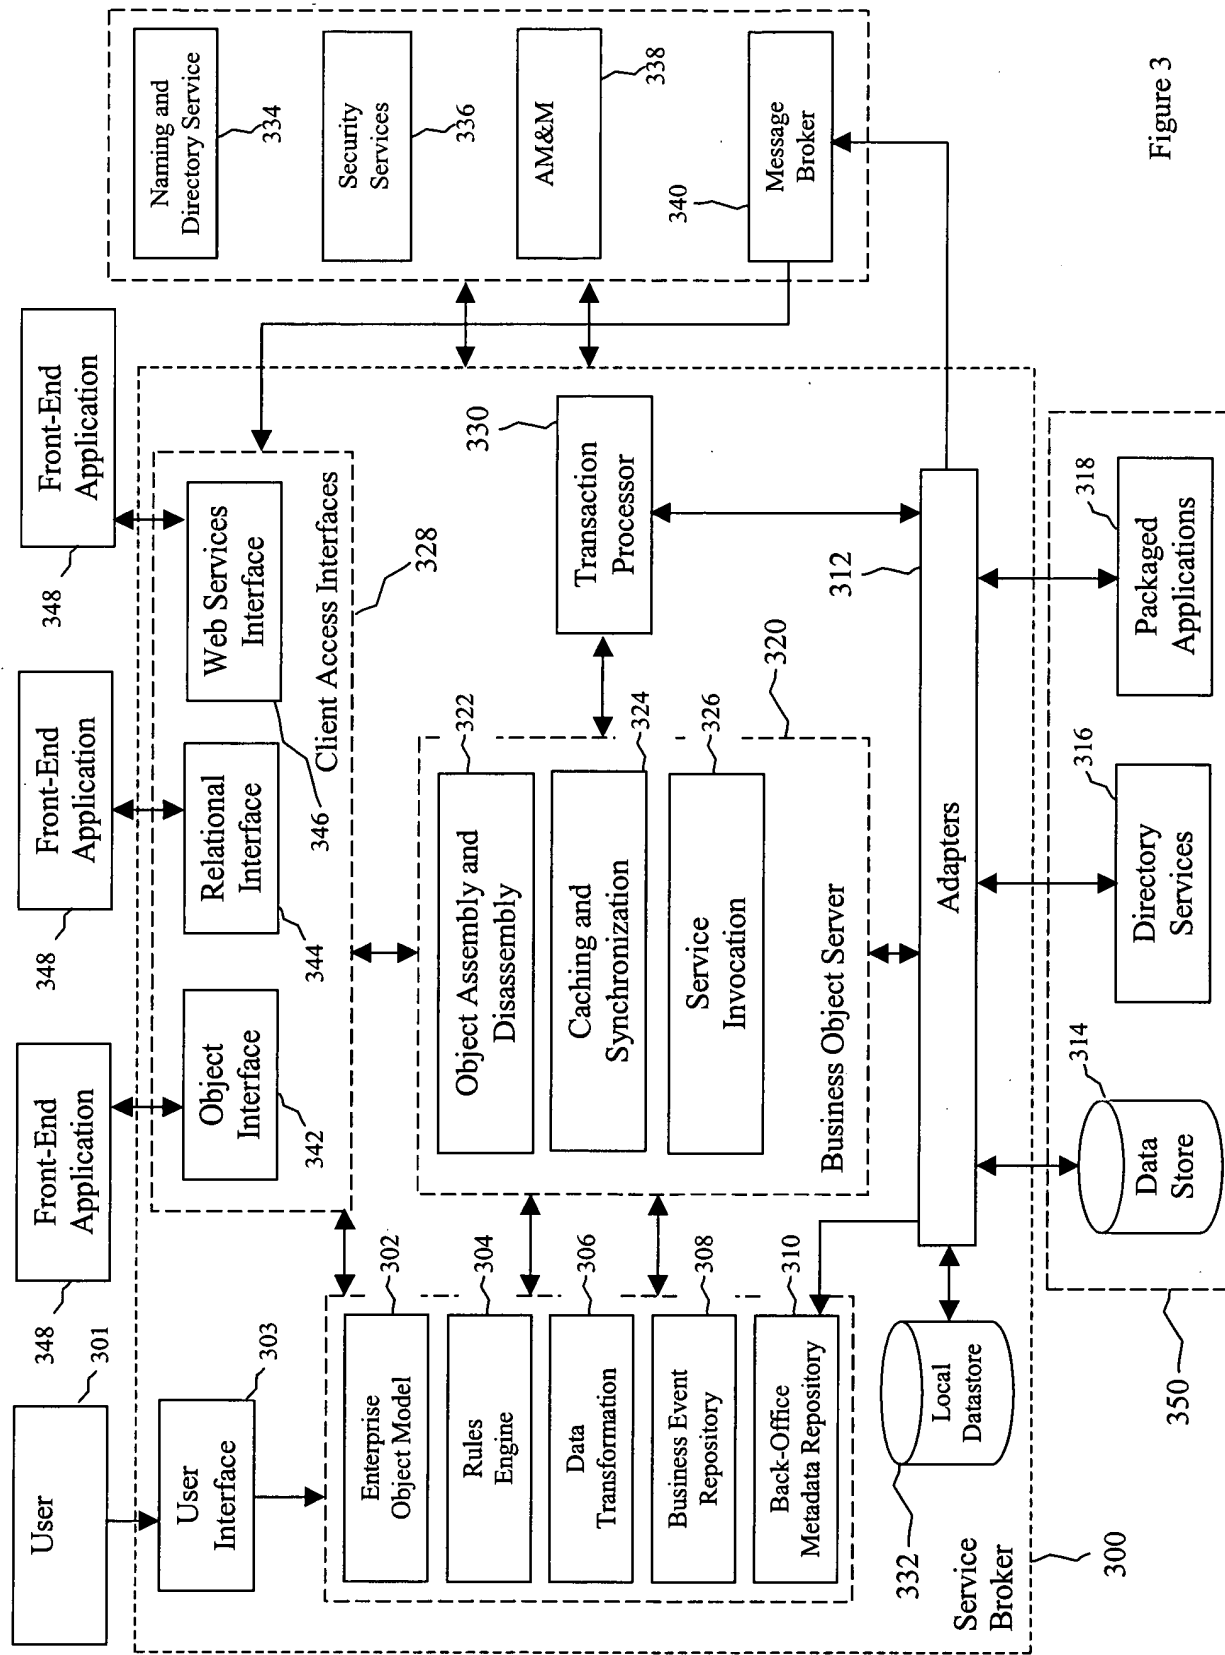 User
301
348
Front-End
Application
348
Front-End
Application
348
Front-End
Application
User
Interface
303
Object
Interface
342
Relational
Interface
344
Web Services
Interface
346
Client Access Interfaces
328
Naming and
Directory Service
334
Security
Services
336
AM&M
338
Message
Broker
340
Enterprise
Object Model
302
Rules
Engine
304
Data
Transformation
306
Business Event
Repository
308
Back-Office
Metadata Repository
310
Object Assembly and
Disassembly
322
Caching and
Synchronization
324
Service
Invocation
326
Business Object Server
320
Transaction
Processor
330
312
Adapters
Local
Datastore
332
Service
Broker
300
350
Data
Store
314
Directory
Services
316
Packaged
Applications
318
Figure 3